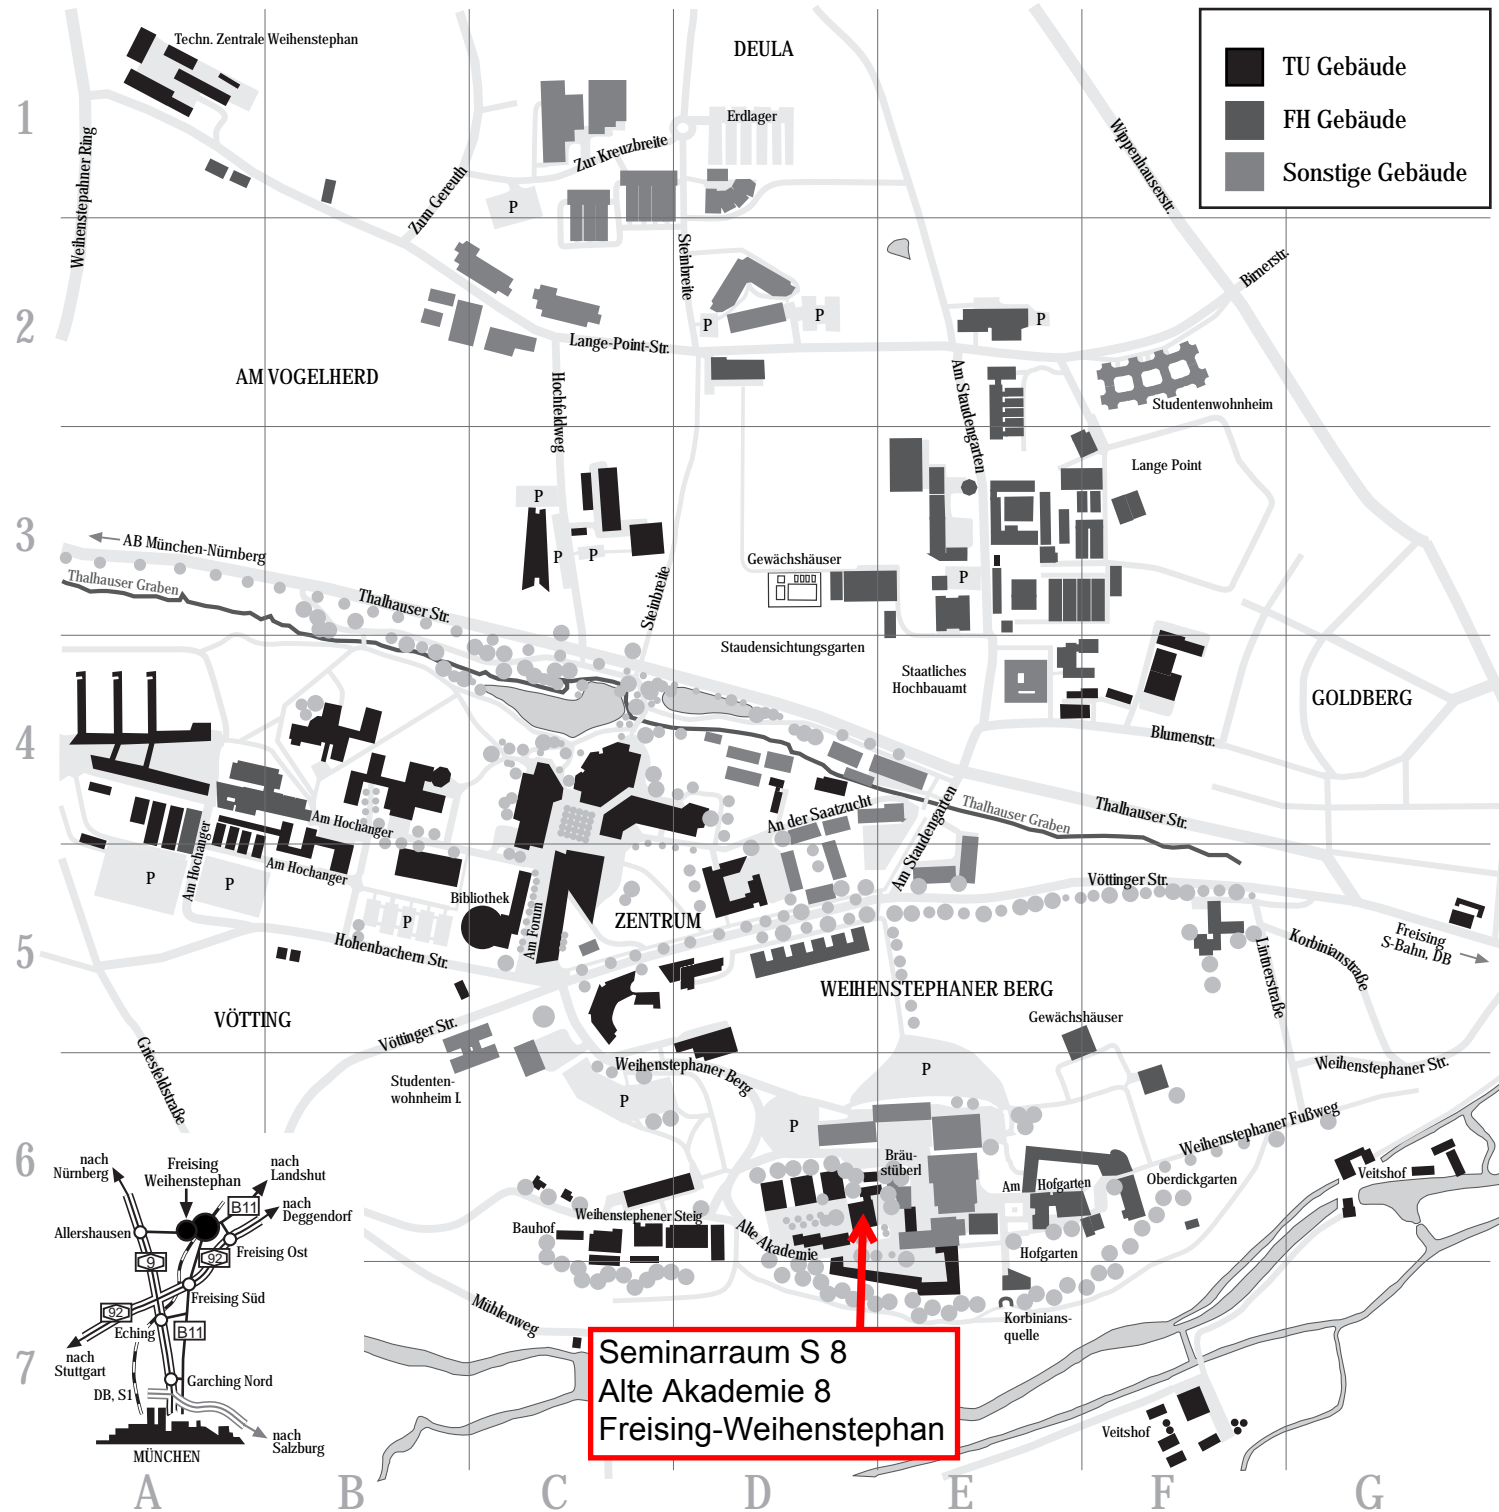 Techn. Zentrale Weihenstephan
DEULA
TU Gebäude
FH Gebäude
Sonstige Gebäude
1
Erdlager
Weihenstepahner Ring
Zur Kreuzbreite
Zum Gereuth
P
Wippenhauserstr.
Steinbreite
Birnerstr.
2
P
P
P
Lange-Point-Str.
AM VOGELHERD
Hochfeldweg
Am Staudengarten
Studentenwohnheim
Lange Point
3
P
AB München-Nürnberg
P
P
Gewächshäuser
P
Thalhauser Graben
Thalhauser Str.
Steinbreite
Staudensichtungsgarten
Staatliches
Hochbauamt
GOLDBERG
4
Blumenstr.
An der Saatzucht
Am Staudengarten
Thalhauser Graben
Thalhauser Str.
Am Hochanger
Am Hochanger
Am Hochanger
P
P
P
Bibliothek
Am Forum
ZENTRUM
Vöttinger Str.
5
Hohenbachern Str.
Freising
S-Bahn, DB
Korbinianstraße
Lintnerstraße
WEIHENSTEPHANER BERG
VÖTTING
Vöttinger Str.
Gewächshäuser
Griesfeldstraße
Studenten-
wohnheim I.
Weihenstephaner Berg
P
P
P
Weihenstephaner Str.
Weihenstephaner Fußweg
6
Bräu-
stüberl
Am Hofgarten
Oberdickgarten
Veitshof
Bauhof
Weihenstephener Steig
Alte Akademie
Hofgarten
Korbinians-
quelle
Mühlenweg
7
Seminarraum S 8
Alte Akademie 8
Freising-Weihenstephan
Veitshof
nach
Nürnberg
Freising
Weihenstephan
nach
Landshut
B11
nach
Deggendorf
Allershausen
9
92
Freising Ost
Freising Süd
92
Eching
B11
nach
Stuttgart
Garching Nord
DB, S1
nach
Salzburg
MÜNCHEN
A
B
C
D
E
F
G